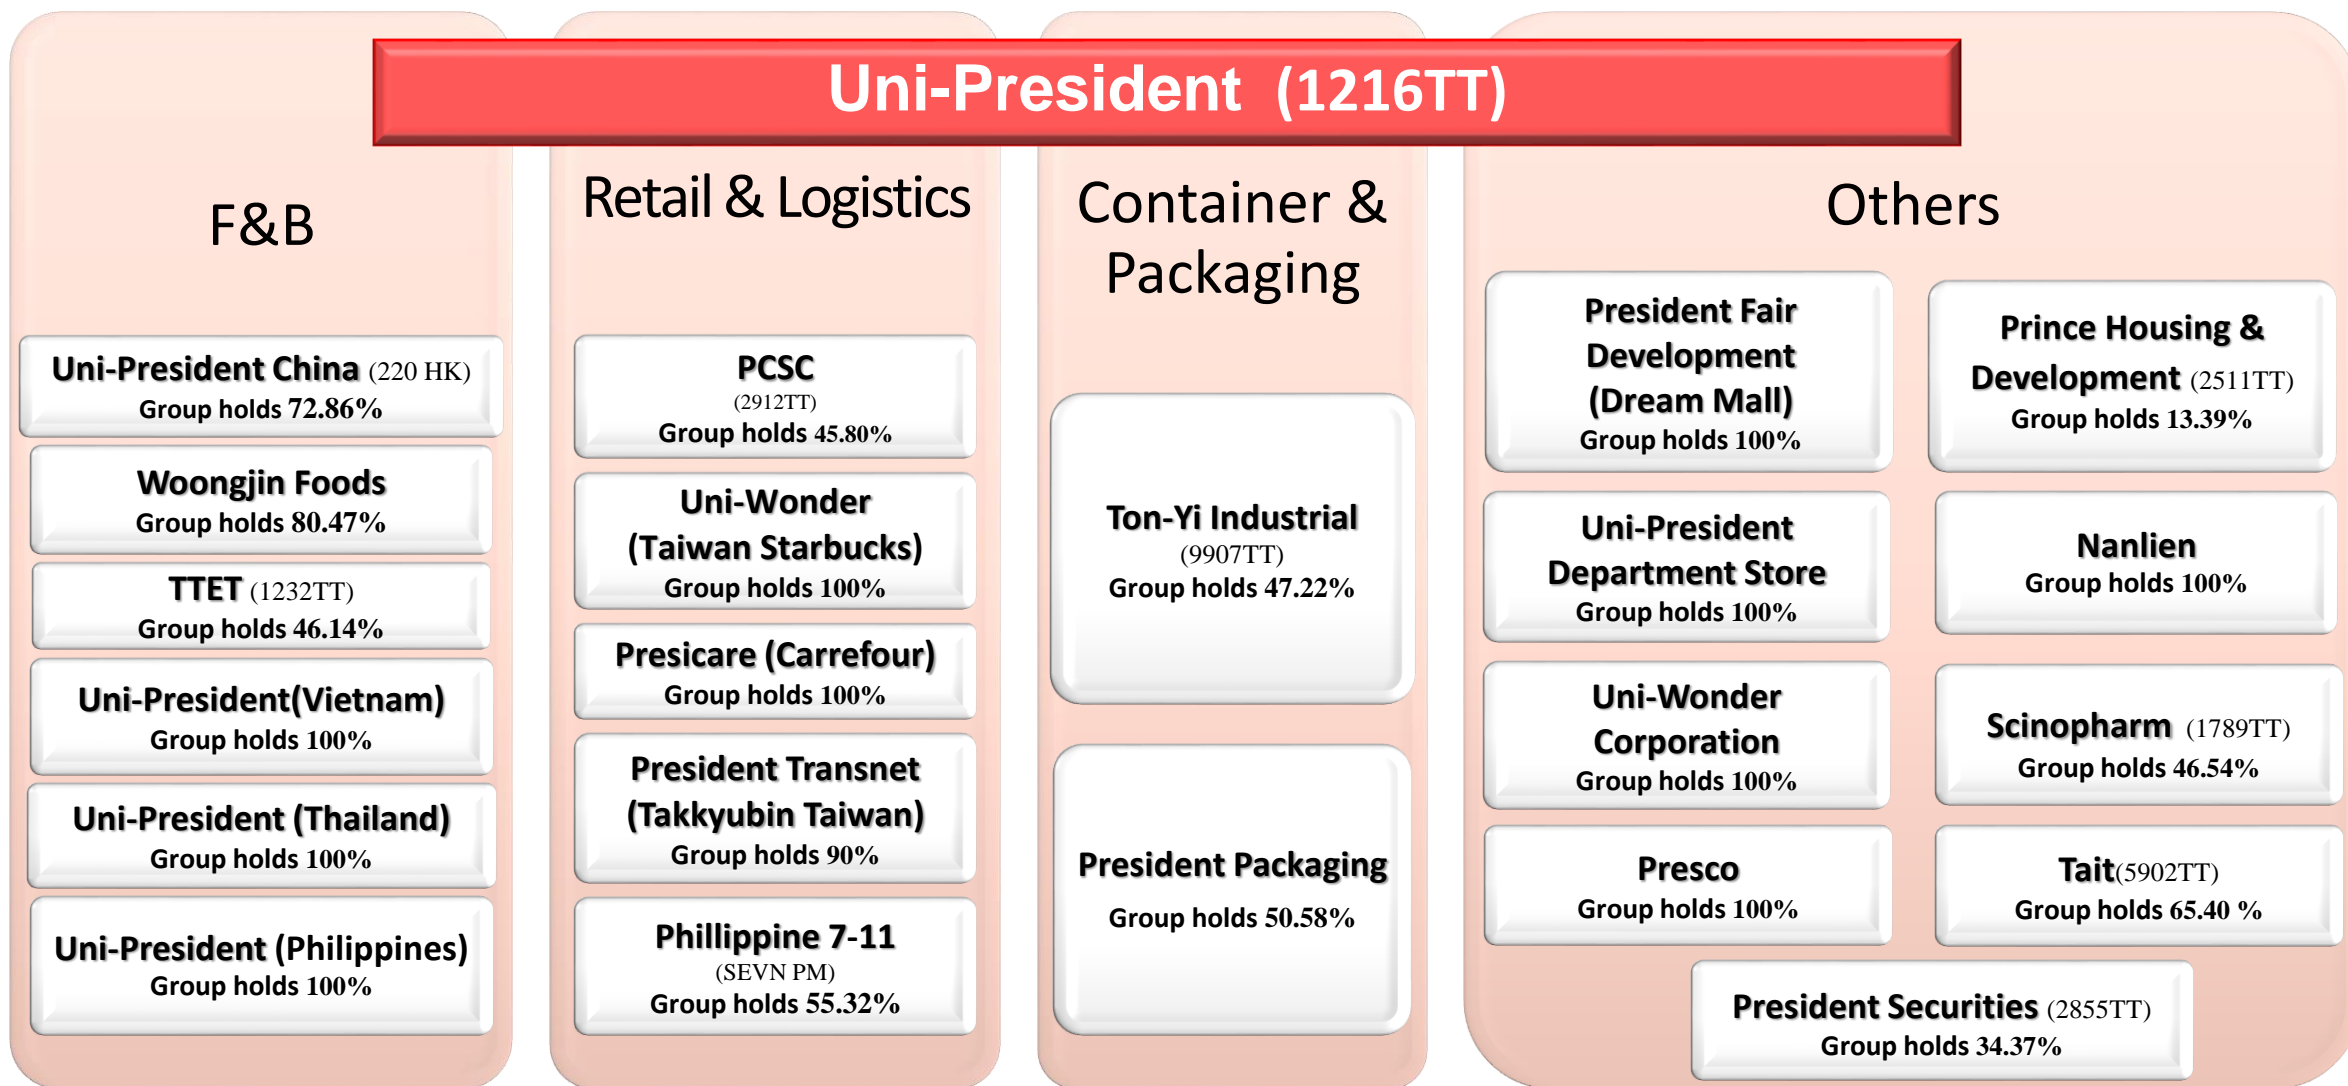 Uni-President (1216TT)
F&B
Uni-President China (220 HK)
Group holds 72.86%
Woongjin Foods
Group holds 80.47%
TTET (1232TT)
Group holds 46.14%
Uni-President(Vietnam)
Group holds 100%
Uni-President (Thailand)
Group holds 100%
Uni-President (Philippines)
Group holds 100%
Retail & Logistics
PCSC
(2912TT)
Group holds 45.80%
Uni-Wonder
(Taiwan Starbucks)
Group holds 100%
Presicare (Carrefour)
Group holds 100%
President Transnet
(Takkyubin Taiwan)
Group holds 90%
Phillippine 7-11
(SEVN PM)
Group holds 55.32%
Container &
Packaging
Ton-Yi Industrial
(9907TT)
Group holds 47.22%
President Packaging
Group holds 50.58%
Others
President Fair
Development
(Dream Mall)
Group holds 100%
Prince Housing &
Development (2511TT)
Group holds 13.39%
Uni-President
Department Store
Group holds 100%
Nanlien
Group holds 100%
Uni-Wonder
Corporation
Group holds 100%
Scinopharm (1789TT)
Group holds 46.54%
Presco
Group holds 100%
Tait(5902TT)
Group holds 65.40 %
President Securities (2855TT)
Group holds 34.37%